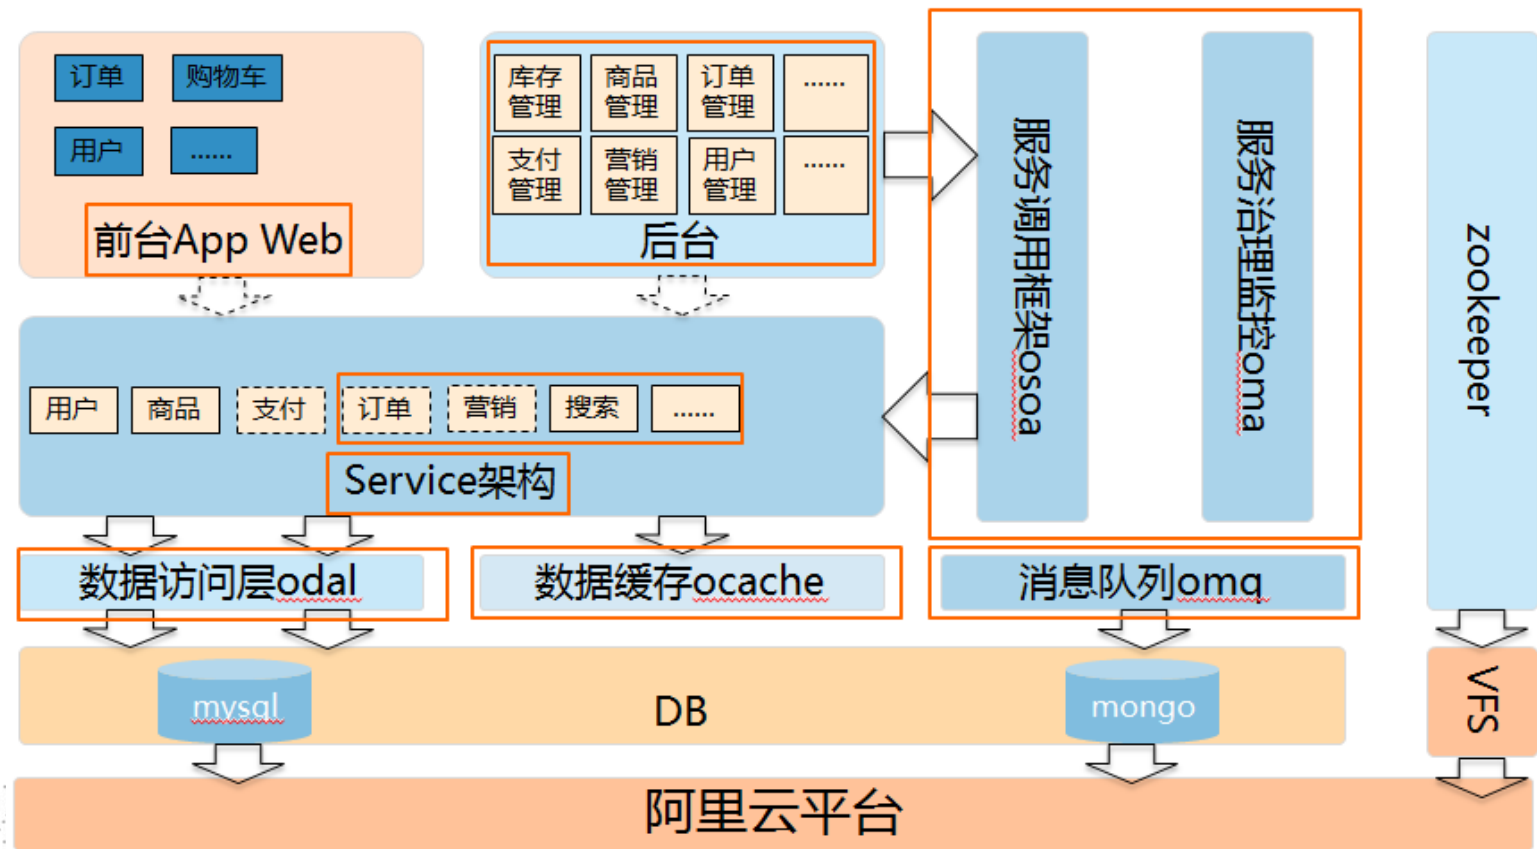 订单
购物车
用户
......
前台App Web
库存
管理
商品
管理
订单
管理
......
支付
管理
营销
管理
用户
管理
......
后台
服务调用框架osoa
服务治理监控oma
zookeeper
用户
商品
支付
订单
营销
搜索
......
Service架构
数据访问层odal
数据缓存ocache
消息队列omq
mysql
DB
mongo
VFS
阿里云平台